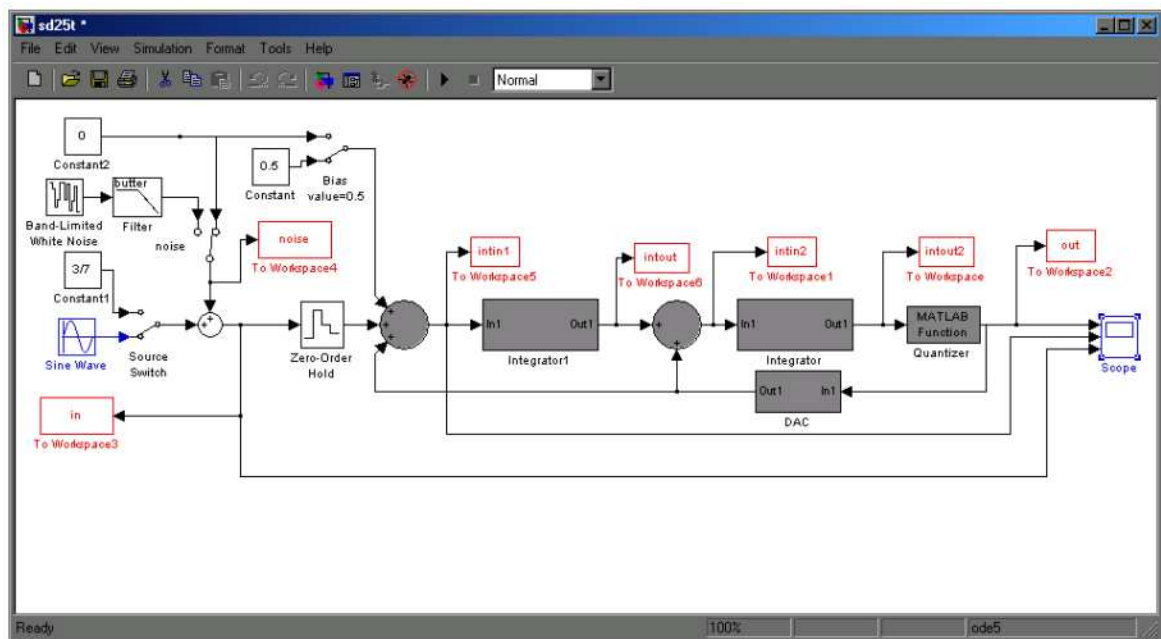 sd25t *
File Edit View Simulation Format Tools Help
Normal
0
Constant2
0.5
Constant
Bias
value=0.5
butter
Band-Limited
White Noise
Filter
noise
noise
To Workspace4
3/7
Constant1
Sine Wave
Source
Switch
+
+
Zero-Order
Hold
+
+
+
intin1
To Workspace5
In1 Out1
Integrator1
intout
To Workspace6
+
+
intin2
To Workspace1
In1 Out1
Integrator
intout2
To Workspace
MATLAB
Function
Quantizer
out
To Workspace2
Scope
Out1 In1
DAC
in
To Workspace3
Ready 100% ode5